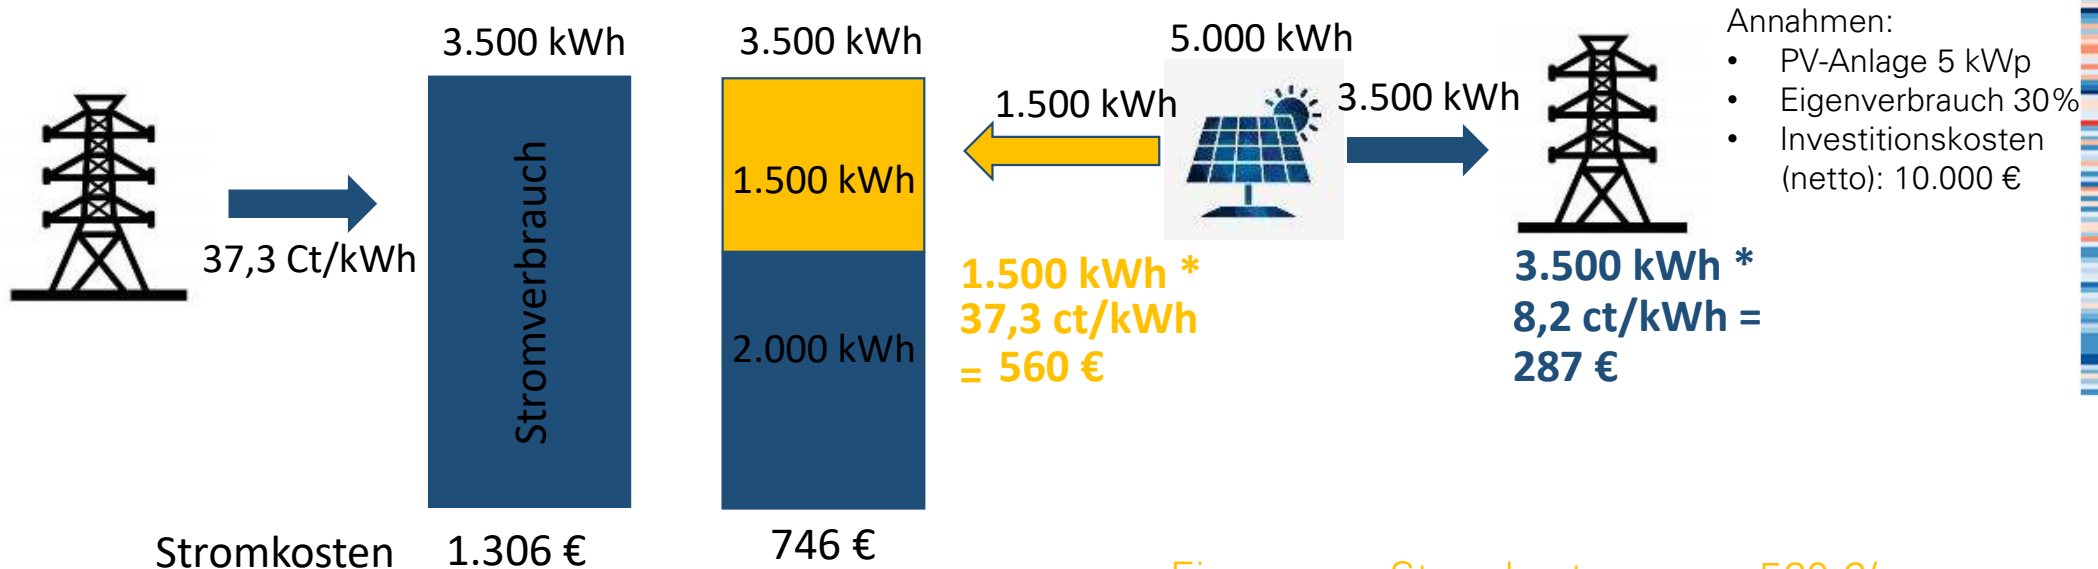 3.500 kWh
3.500 kWh
5.000 kWh
Annahmen:
• PV-Anlage 5 kWp
• Eigenverbrauch 30%
• Investitionskosten
(netto): 10.000 €
1.500 kWh
3.500 kWh
37,3 Ct/kWh
Stromverbrauch
1.500 kWh
2.000 kWh
1.500 kWh *
37,3 ct/kWh
= 560 €
3.500 kWh *
8,2 ct/kWh =
287 €
Stromkosten 1.306 €
746 €